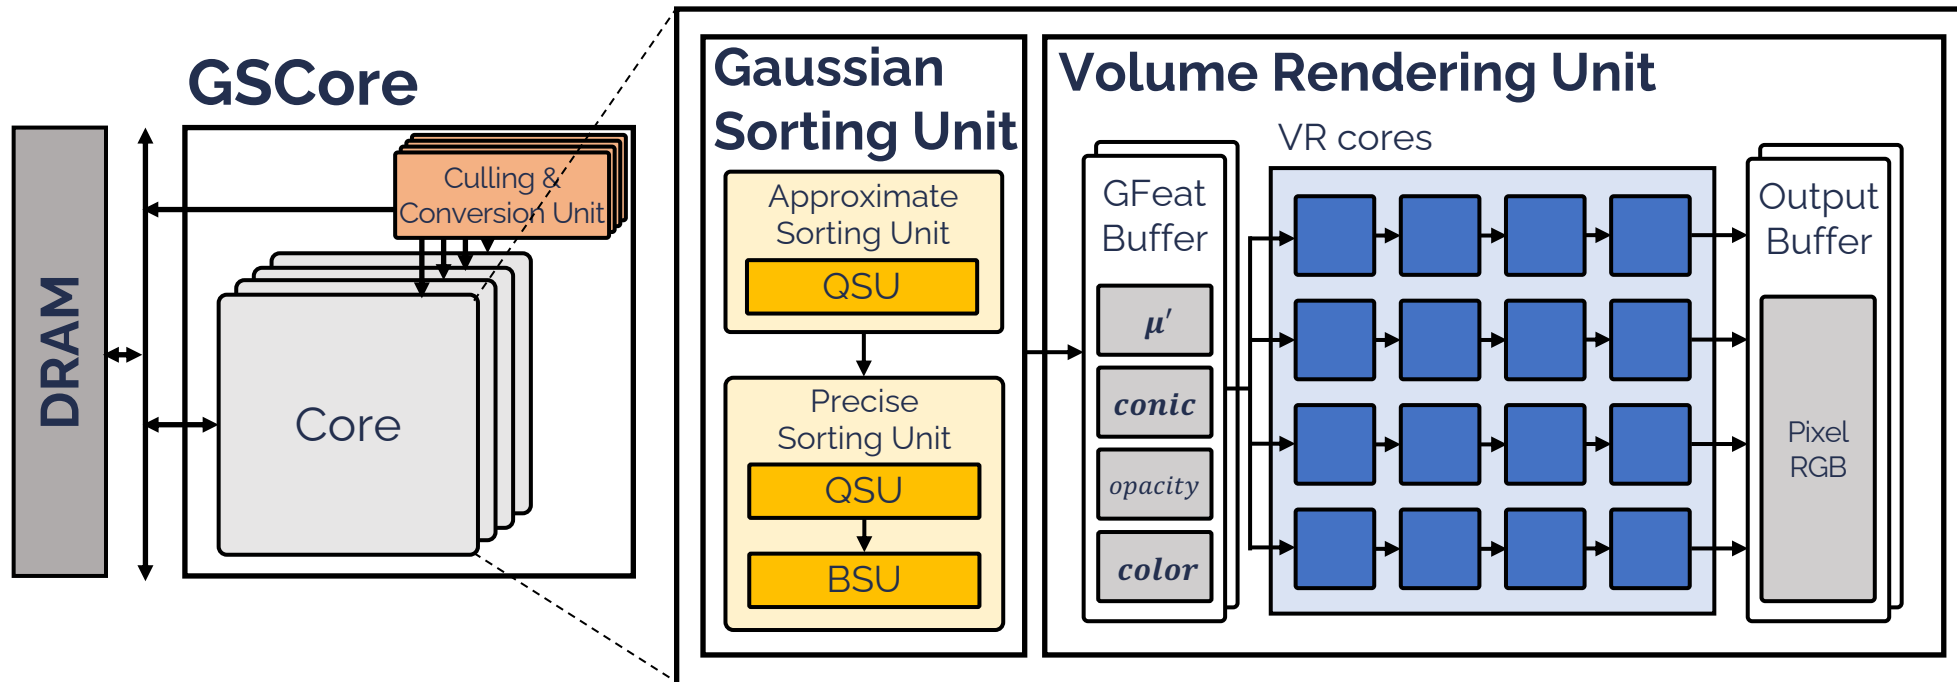 GSCore
DRAM
Culling &
Conversion Unit
Core
Gaussian
Sorting Unit
Approximate
Sorting Unit
QSU
Precise
Sorting Unit
QSU
BSU
Volume Rendering Unit
VR cores
GFeat
Buffer
μ′
conic
opacity
color
Output
Buffer
Pixel
RGB